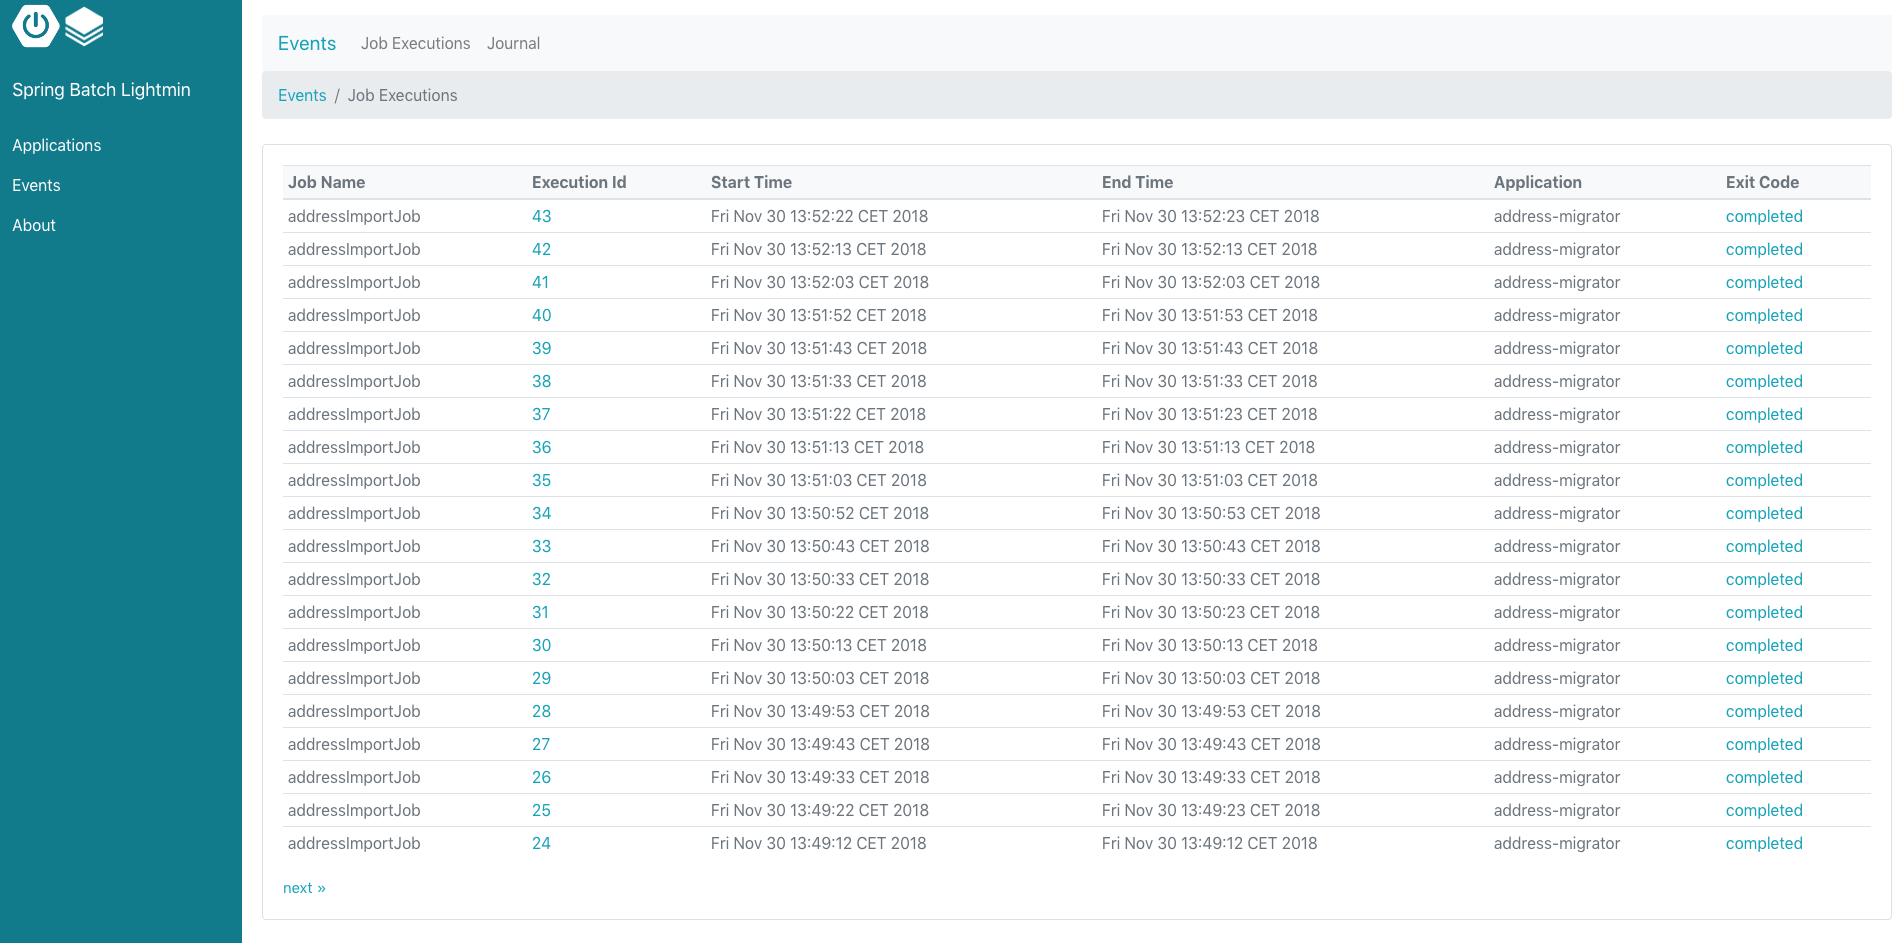 Spring Batch Lightmin
Applications
Events
About
Events Job Executions Journal
Events / Job Executions
Job Name Execution Id Start Time End Time Application Exit Code
addressImportJob 43 Fri Nov 30 13:52:22 CET 2018 Fri Nov 30 13:52:23 CET 2018 address-migrator completed
addressImportJob 42 Fri Nov 30 13:52:13 CET 2018 Fri Nov 30 13:52:13 CET 2018 address-migrator completed
addressImportJob 41 Fri Nov 30 13:52:03 CET 2018 Fri Nov 30 13:52:03 CET 2018 address-migrator completed
addressImportJob 40 Fri Nov 30 13:51:52 CET 2018 Fri Nov 30 13:51:53 CET 2018 address-migrator completed
addressImportJob 39 Fri Nov 30 13:51:43 CET 2018 Fri Nov 30 13:51:43 CET 2018 address-migrator completed
addressImportJob 38 Fri Nov 30 13:51:33 CET 2018 Fri Nov 30 13:51:33 CET 2018 address-migrator completed
addressImportJob 37 Fri Nov 30 13:51:22 CET 2018 Fri Nov 30 13:51:23 CET 2018 address-migrator completed
addressImportJob 36 Fri Nov 30 13:51:13 CET 2018 Fri Nov 30 13:51:13 CET 2018 address-migrator completed
addressImportJob 35 Fri Nov 30 13:51:03 CET 2018 Fri Nov 30 13:51:03 CET 2018 address-migrator completed
addressImportJob 34 Fri Nov 30 13:50:52 CET 2018 Fri Nov 30 13:50:53 CET 2018 address-migrator completed
addressImportJob 33 Fri Nov 30 13:50:43 CET 2018 Fri Nov 30 13:50:43 CET 2018 address-migrator completed
addressImportJob 32 Fri Nov 30 13:50:33 CET 2018 Fri Nov 30 13:50:33 CET 2018 address-migrator completed
addressImportJob 31 Fri Nov 30 13:50:22 CET 2018 Fri Nov 30 13:50:23 CET 2018 address-migrator completed
addressImportJob 30 Fri Nov 30 13:50:13 CET 2018 Fri Nov 30 13:50:13 CET 2018 address-migrator completed
addressImportJob 29 Fri Nov 30 13:50:03 CET 2018 Fri Nov 30 13:50:03 CET 2018 address-migrator completed
addressImportJob 28 Fri Nov 30 13:49:53 CET 2018 Fri Nov 30 13:49:53 CET 2018 address-migrator completed
addressImportJob 27 Fri Nov 30 13:49:43 CET 2018 Fri Nov 30 13:49:43 CET 2018 address-migrator completed
addressImportJob 26 Fri Nov 30 13:49:33 CET 2018 Fri Nov 30 13:49:33 CET 2018 address-migrator completed
addressImportJob 25 Fri Nov 30 13:49:22 CET 2018 Fri Nov 30 13:49:23 CET 2018 address-migrator completed
addressImportJob 24 Fri Nov 30 13:49:12 CET 2018 Fri Nov 30 13:49:12 CET 2018 address-migrator completed
next »